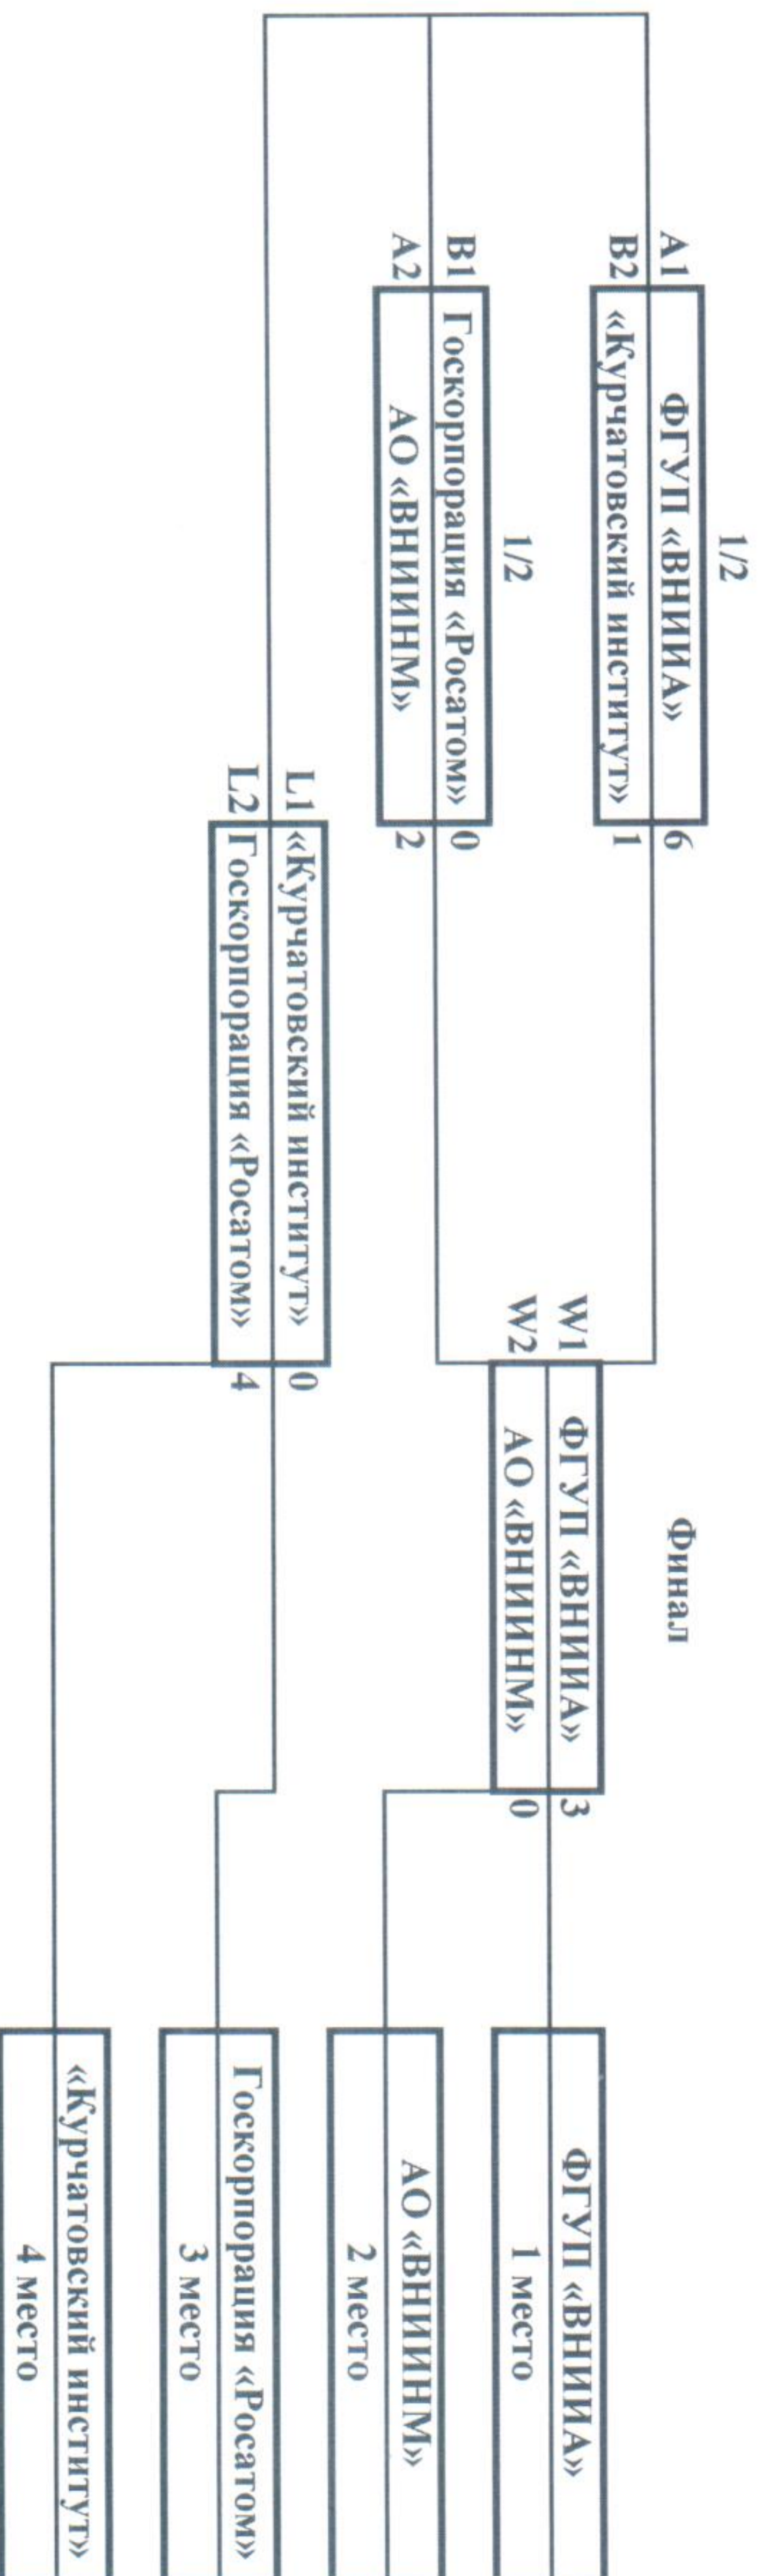 1/2
A1 ФГУП «ВНИИА» 6
B2 «Курчатовский институт» 1
1/2
B1 Госкорпорация «Росатом» 0
A2 АО «ВНИИНМ» 2
L1 «Курчатовский институт» 0
L2 Госкорпорация «Росатом» 4
Финал
W1 ФГУП «ВНИИА» 3
W2 АО «ВНИИНМ» 0
ФГУП «ВНИИА»
1 место
АО «ВНИИНМ»
2 место
Госкорпорация «Росатом»
3 место
«Курчатовский институт»
4 место